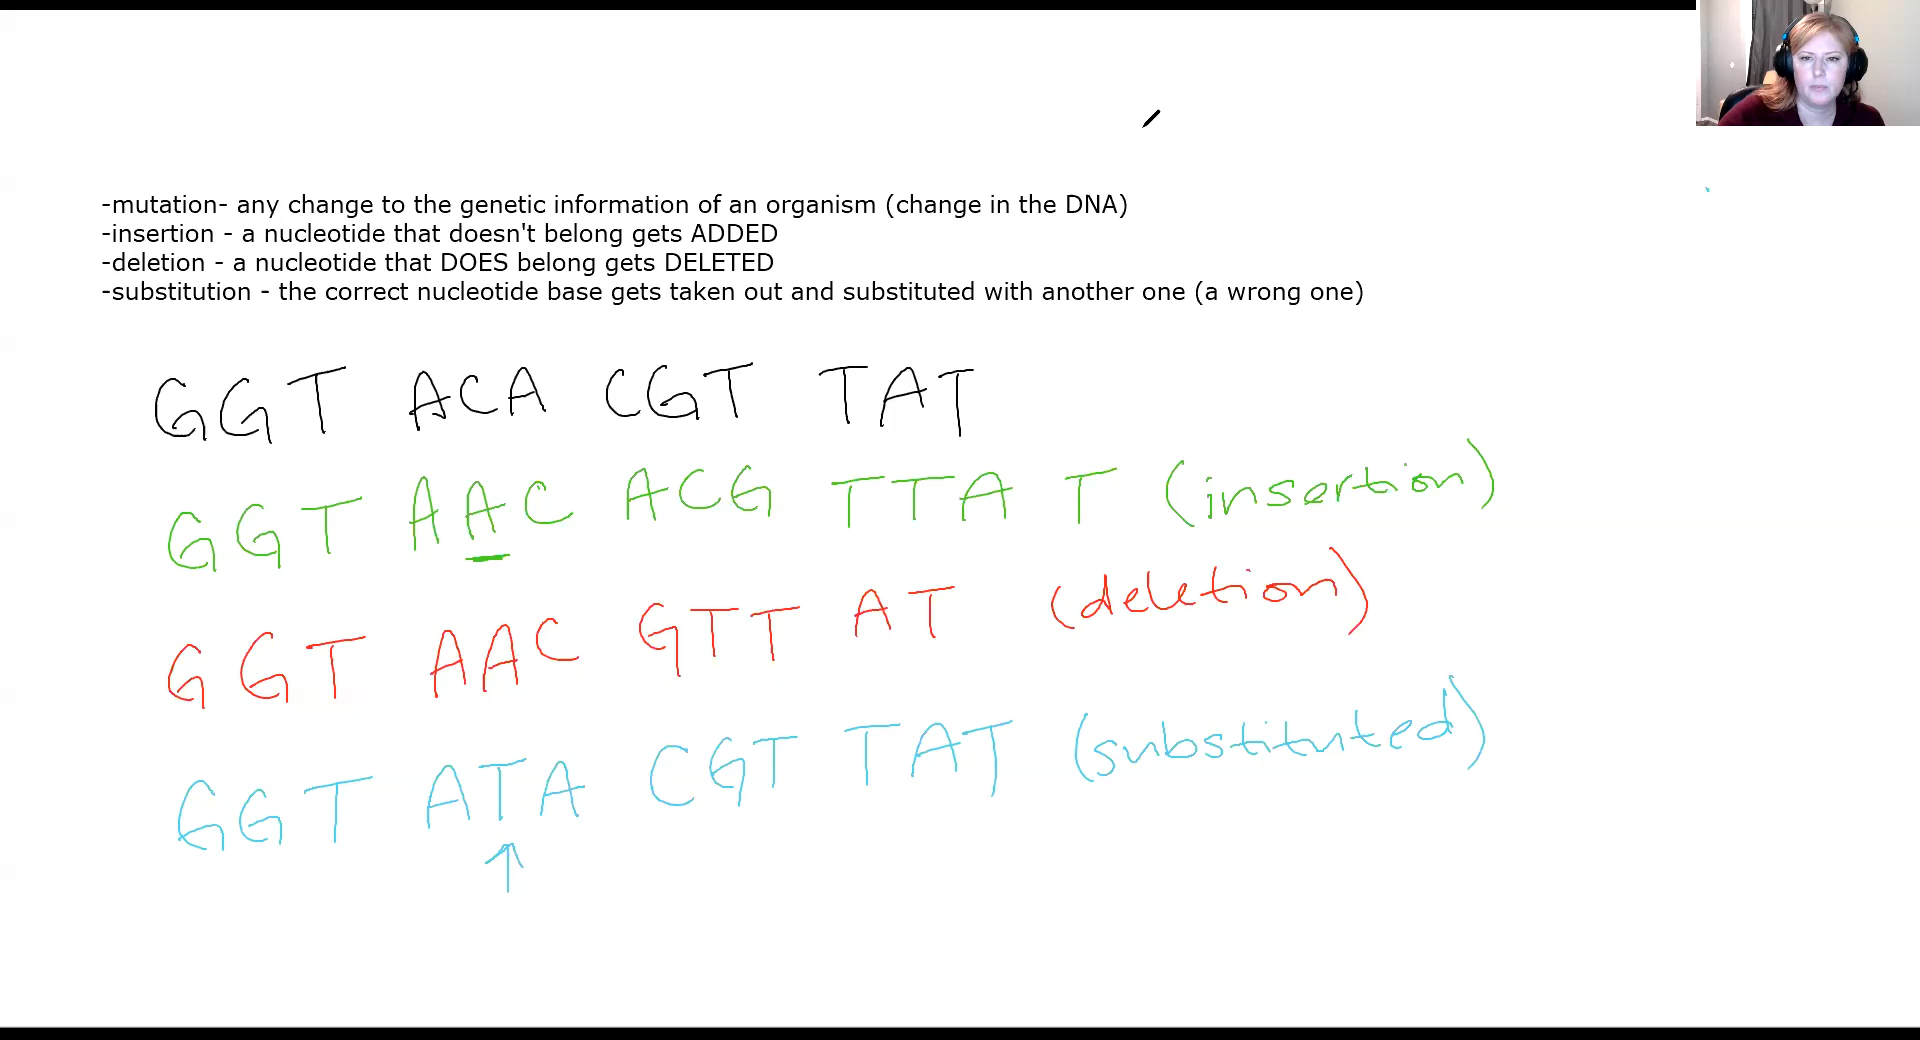 -mutation- any change to the genetic information of an organism (change in the DNA)
-insertion - a nucleotide that doesn't belong gets ADDED
-deletion - a nucleotide that DOES belong gets DELETED
-substitution - the correct nucleotide base gets taken out and substituted with another one (a wrong one)
GGT ACA CGT TAT
GGT AAC ACG TTA T (insertion)
GGT AAC GTT AT (deletion)
GGT ATA CGT TAT (substituted)